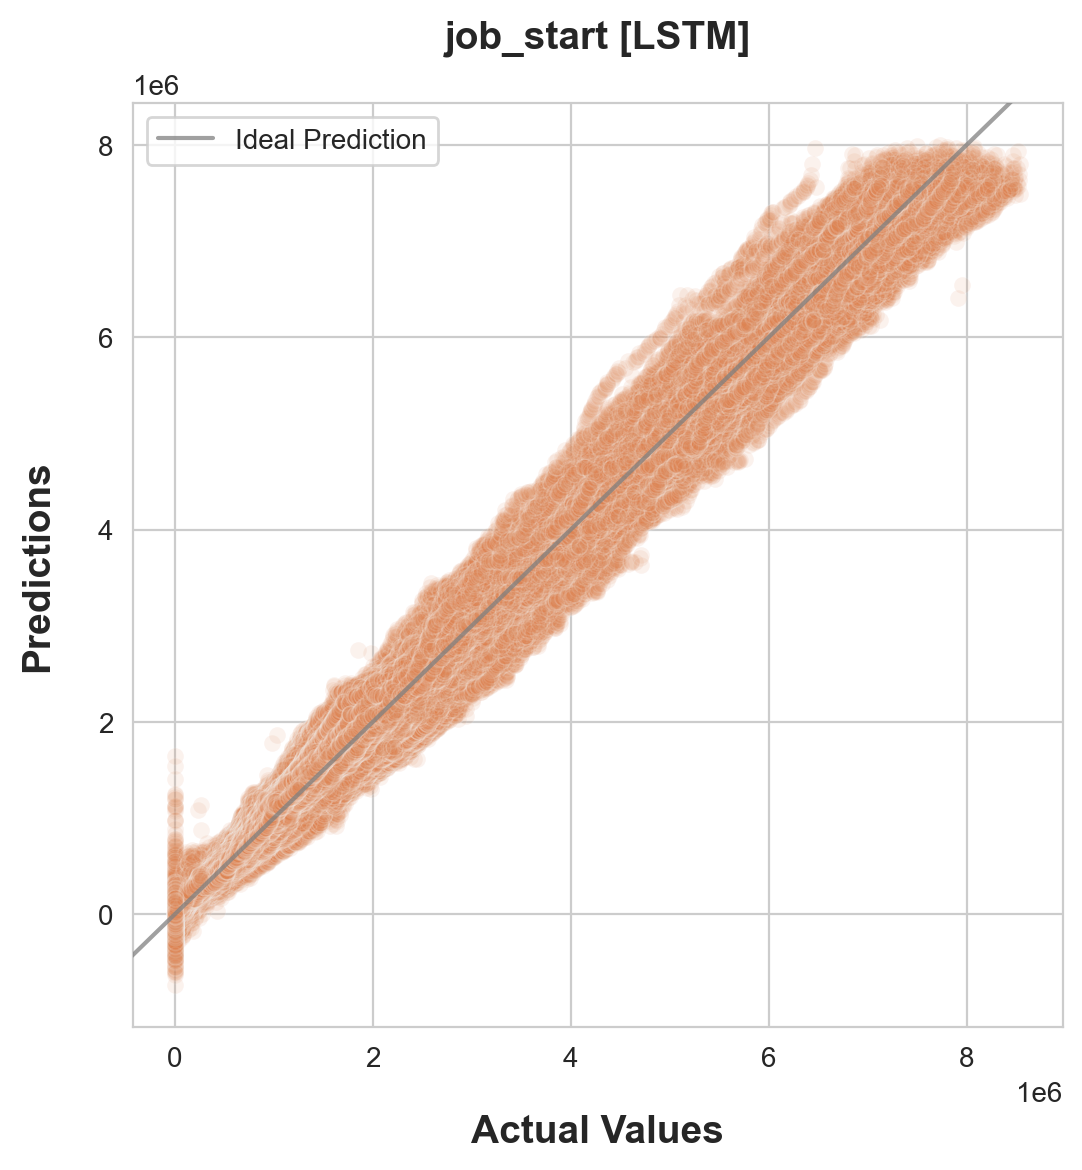 job_start [LSTM]
1e6
Ideal Prediction
8
6
4
2
0
Predictions
0 2 4 6 8
1e6
Actual Values